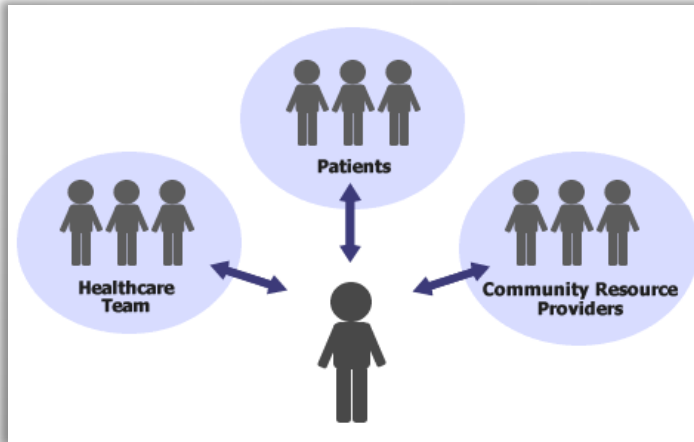 Patients
Healthcare
Team
Community Resource
Providers